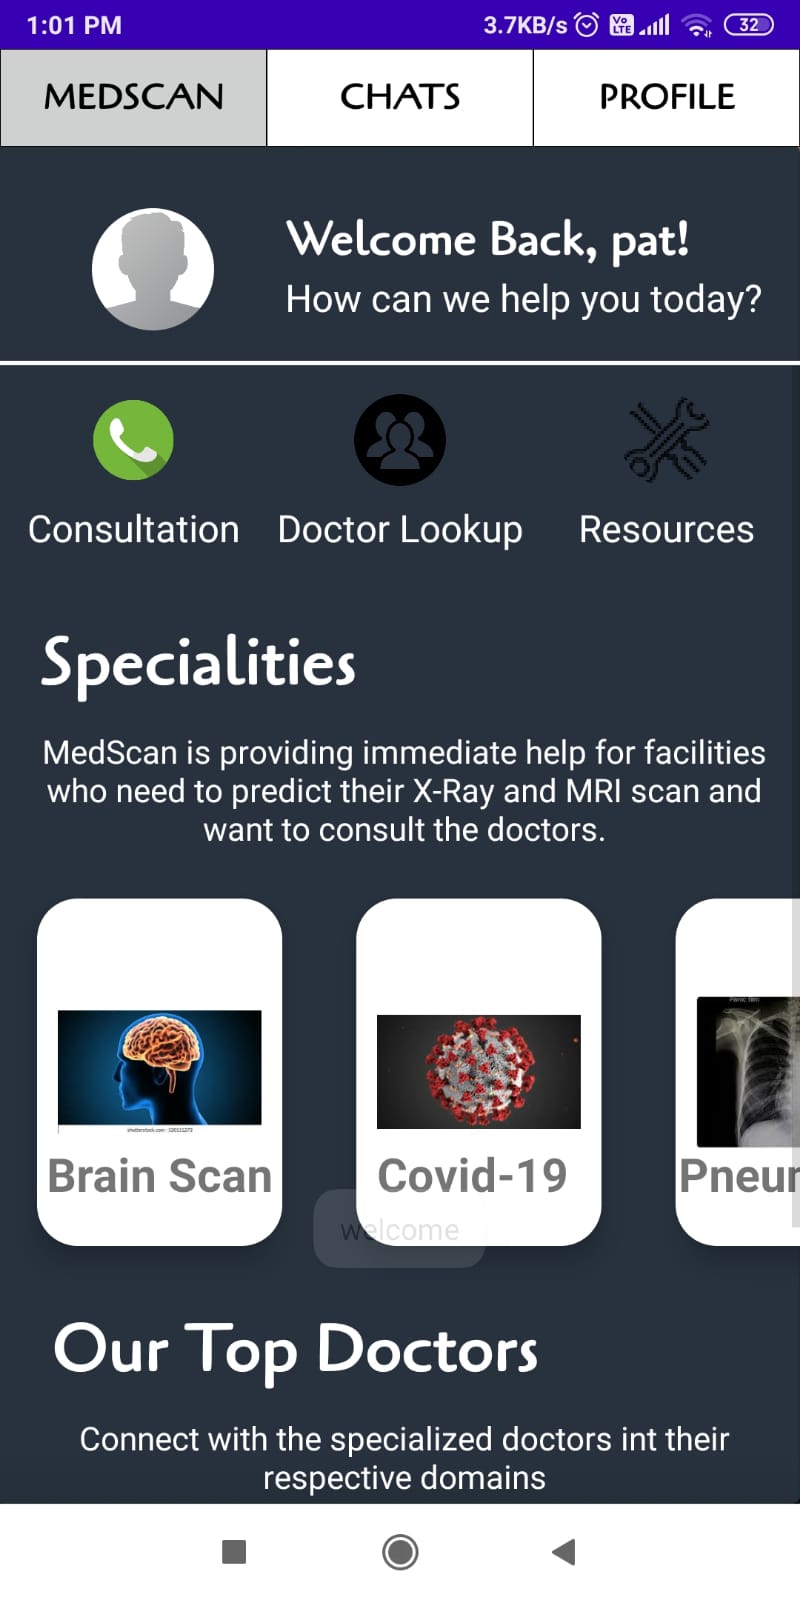 1:01 PM 3.7KB/s Vo LTE 32
MEDSCAN CHATS PROFILE
Welcome Back, pat!
How can we help you today?
Consultation Doctor Lookup Resources
Specialities
MedScan is providing immediate help for facilities
who need to predict their X-Ray and MRI scan and
want to consult the doctors.
Brain Scan Covid-19 Pneur
welcome
Our Top Doctors
Connect with the specialized doctors int their
respective domains